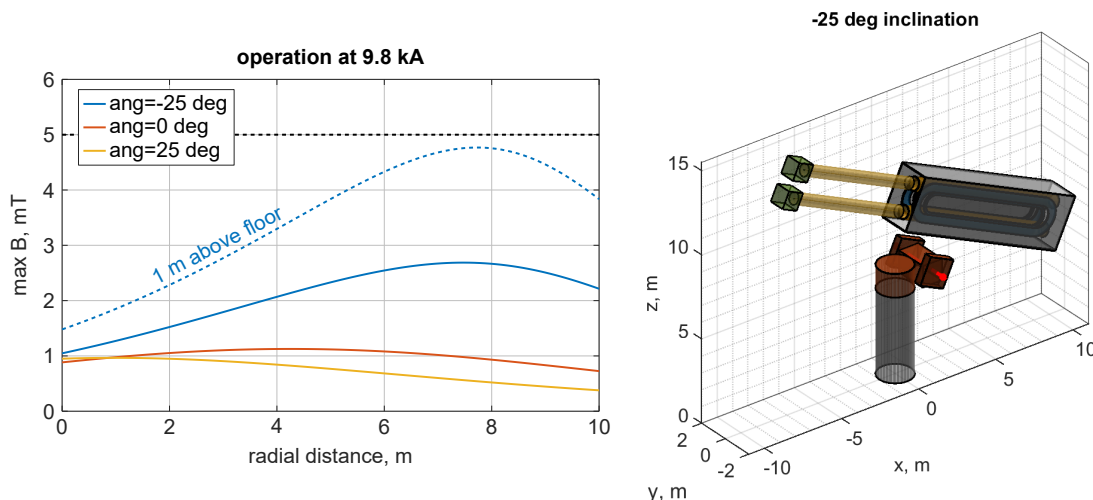 operation at 9.8 kA
6
5
4
3
2
1
0
max B, mT
ang=-25 deg
ang=0 deg
ang=25 deg
1 m above floor
0
2
4
6
8
10
radial distance, m
-25 deg inclination
15
10
5
0
z, m
2
0
-2
y, m
-10
-5
0
5
10
x, m